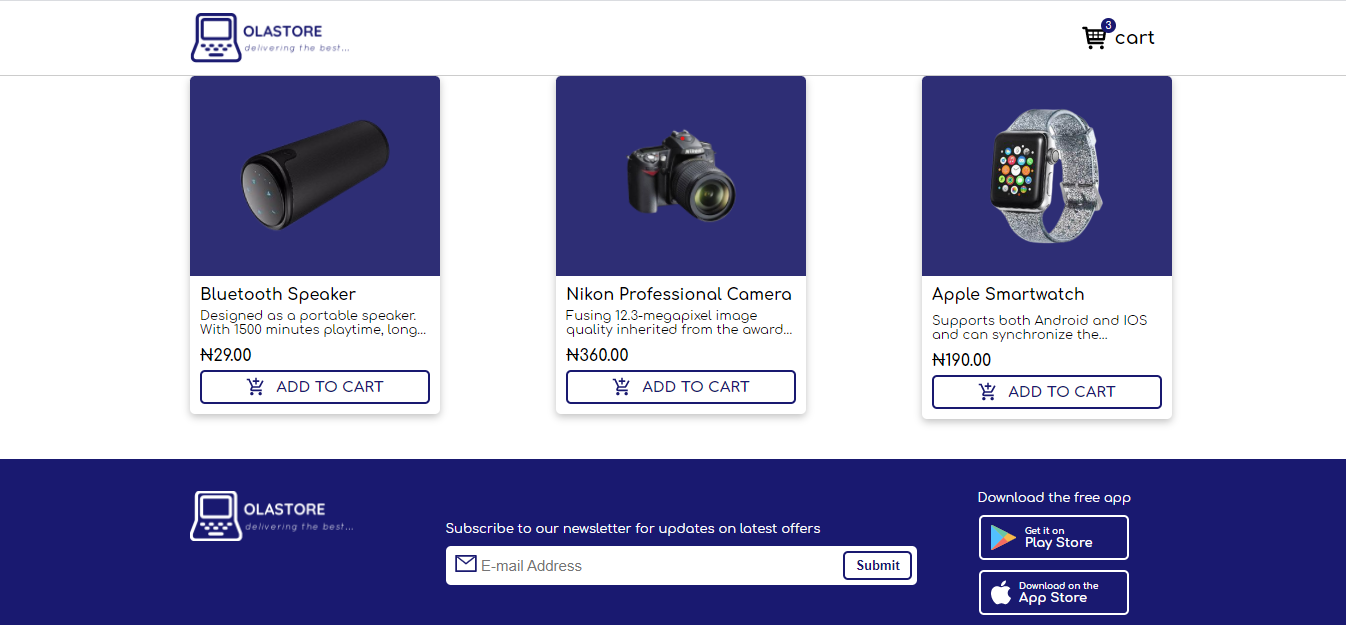 OLASTORE
delivering the best...
3
cart
Bluetooth Speaker
Designed as a portable speaker.
With 1500 minutes playtime, long...
₦29.00
ADD TO CART
Nikon Professional Camera
Fusing 12.3-megapixel image
quality inherited from the award...
₦360.00
ADD TO CART
Apple Smartwatch
Supports both Android and IOS
and can synchronize the...
₦190.00
ADD TO CART
OLASTORE
delivering the best...
Subscribe to our newsletter for updates on latest offers
E-mail Address
Submit
Download the free app
Get it on
Play Store
Download on the
App Store